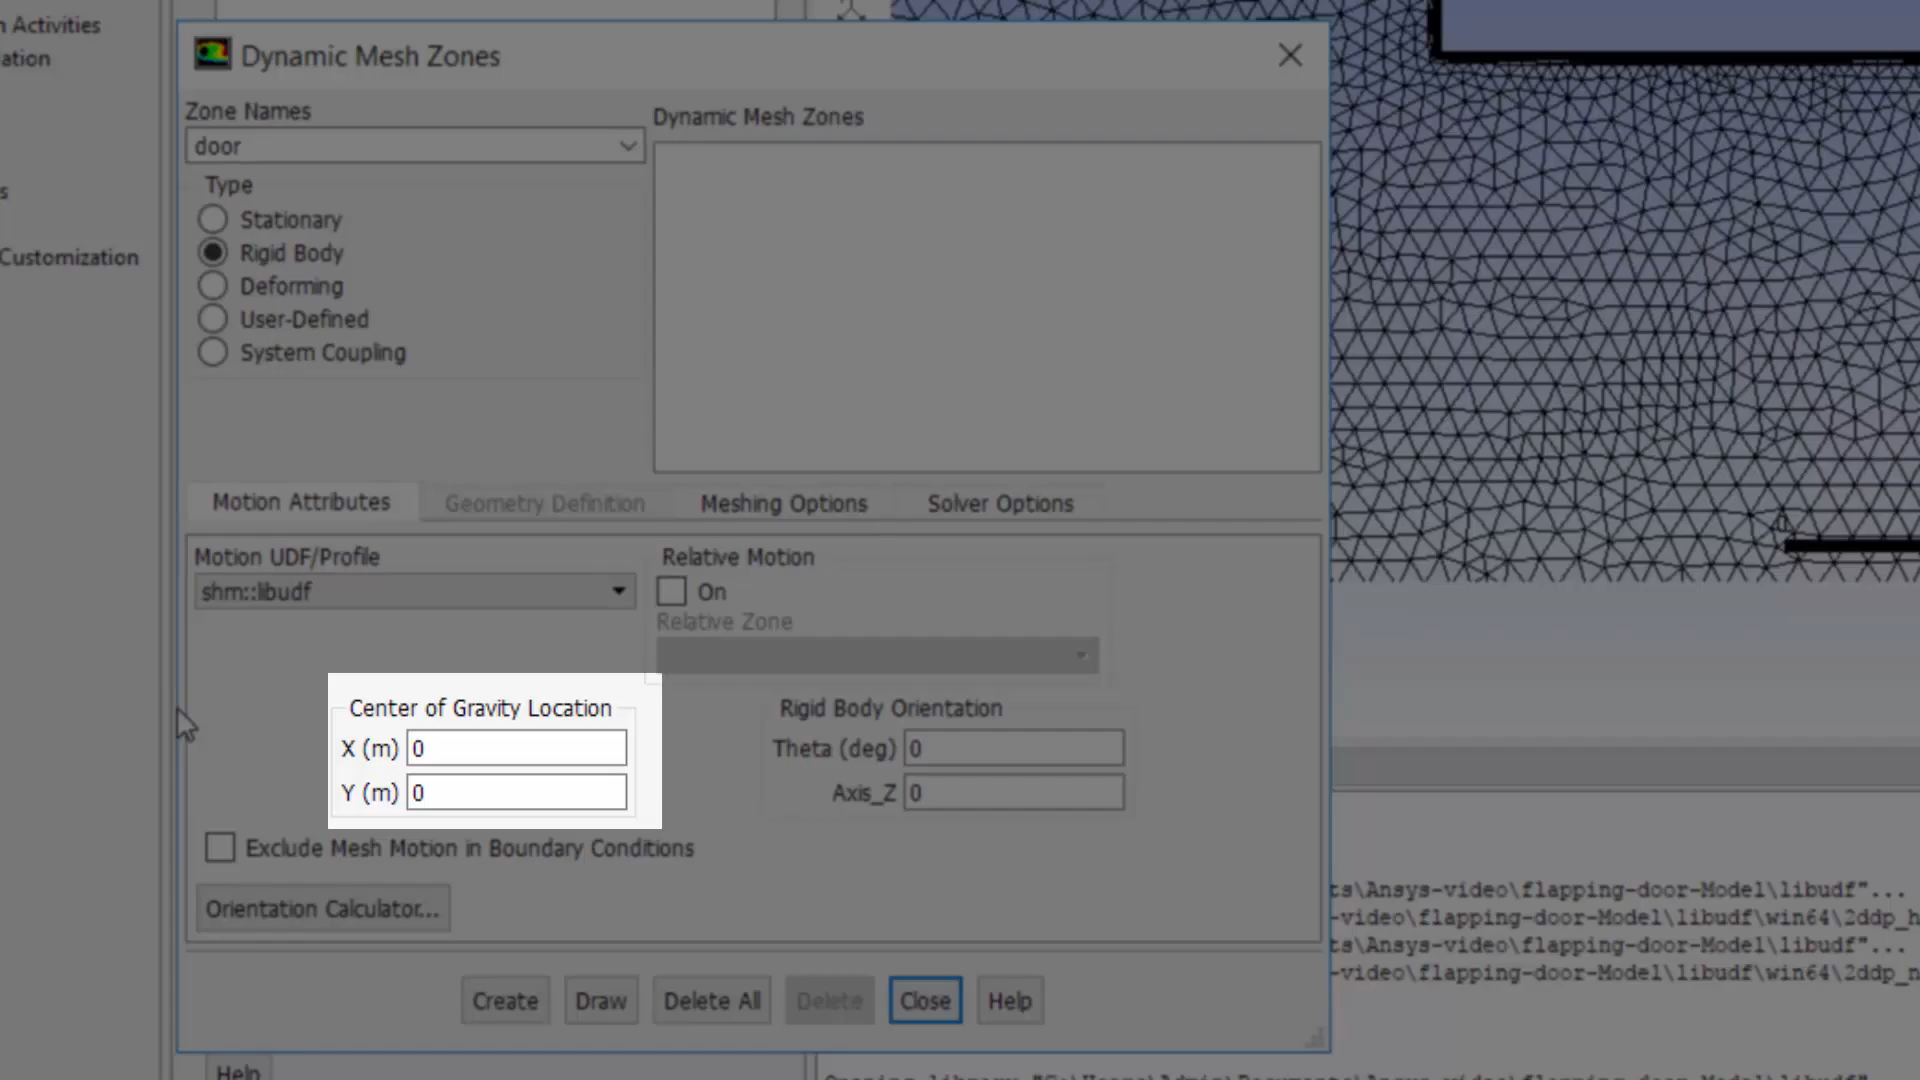 Activities
ation
s
Customization
Dynamic Mesh Zones
Zone Names
door
Type
Stationary
Rigid Body
Deforming
User-Defined
System Coupling
Dynamic Mesh Zones
Motion Attributes
Geometry Definition
Meshing Options
Solver Options
Motion UDF/Profile
shm::libudf
Relative Motion
On
Relative Zone
Center of Gravity Location
X (m) 0
Y (m) 0
Rigid Body Orientation
Theta (deg) 0
Axis_Z 0
Exclude Mesh Motion in Boundary Conditions
Orientation Calculator...
Create
Draw
Delete All
Delete
Close
Help
Help
ts\Ansys-video\flapping-door-Model\libudf"...
-video\flapping-door-Model\libudf\win64\2ddp_h
ts\Ansys-video\flapping-door-Model\libudf"...
-video\flapping-door-Model\libudf\win64\2ddp_n